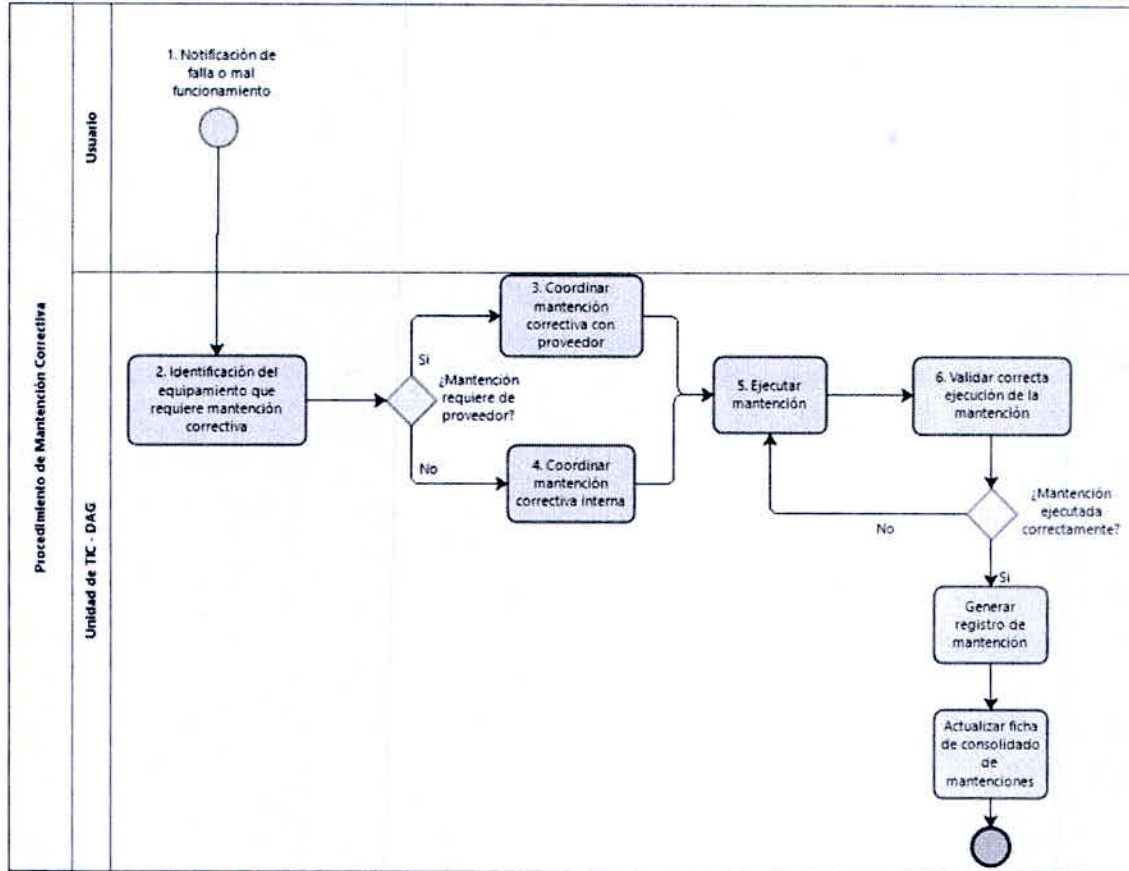 Procedimiento de Mantención Correctiva
Usuario
1. Notificación de
falla o mal
funcionamiento
Unidad de TIC - DAG
2. Identificación del
equipamiento que
requiere mantención
correctiva
¿Mantención
requiere de
proveedor?
Si
3. Coordinar
mantención
correctiva con
proveedor
No
4. Coordinar
mantención
correctiva interna
5. Ejecutar
mantención
6. Validar correcta
ejecución de la
mantención
¿Mantención
ejecutada
correctamente?
No
Si
Generar
registro de
mantención
Actualizar ficha
de consolidado
de
mantenciones